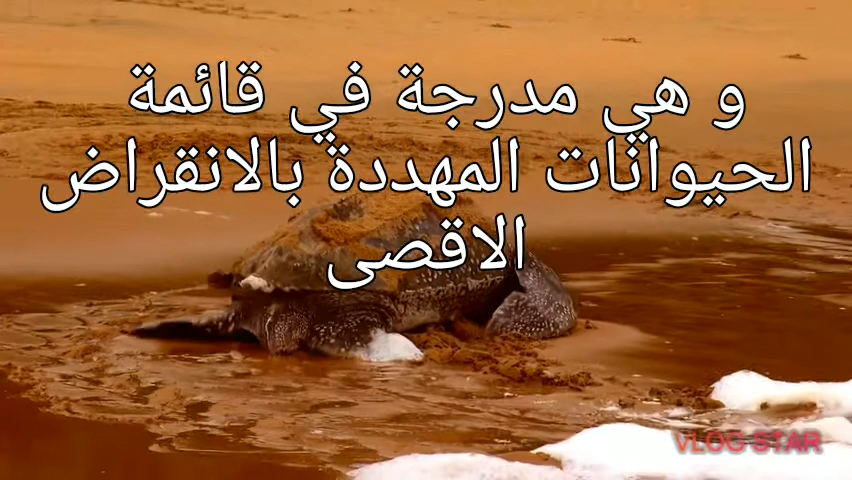 و هي مدرجة في قائمة
الحيوانات المهددة بالانقراض
الاقصى
VLOG STAR